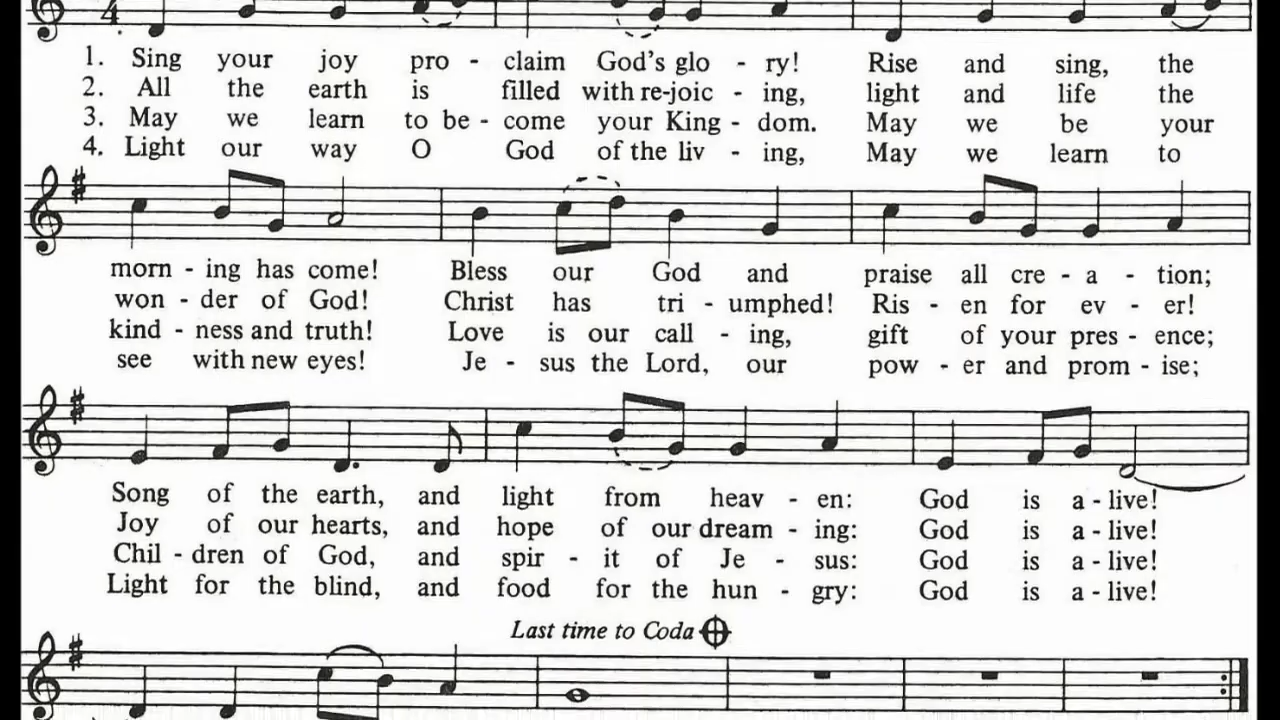 4
1. Sing your joy pro - claim God's glo - ry! Rise and sing, the
2. All the earth is filled with re-joic - ing, light and life the
3. May we learn to be - come your King - dom. May we be your
4. Light our way O God of the liv - ing, May we learn to
morn - ing has come! Bless our God and praise all cre - a - tion;
won - der of God! Christ has tri - umphed! Ris - en for ev - er!
kind - ness and truth! Love is our call - ing, gift of your pres - ence;
see with new eyes! Je - sus the Lord, our pow - er and prom - ise;
Song of the earth, and light from heav - en: God is a - live!
Joy of our hearts, and hope of our dream - ing: God is a - live!
Chil - dren of God, and spir - it of Je - sus: God is a - live!
Light for the blind, and food for the hun - gry: God is a - live!
Last time to Coda